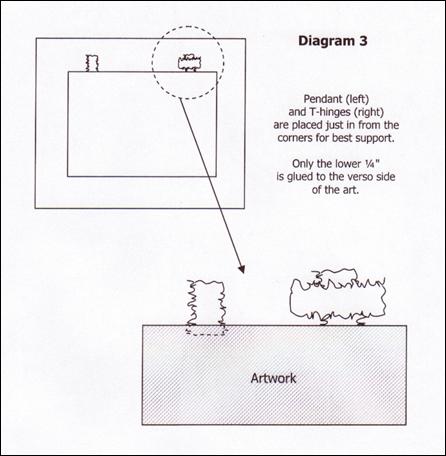 Diagram 3
Pendant (left)
and T-hinges (right)
are placed just in from the
corners for best support.
Only the lower ¼"
is glued to the verso side
of the art.
Artwork